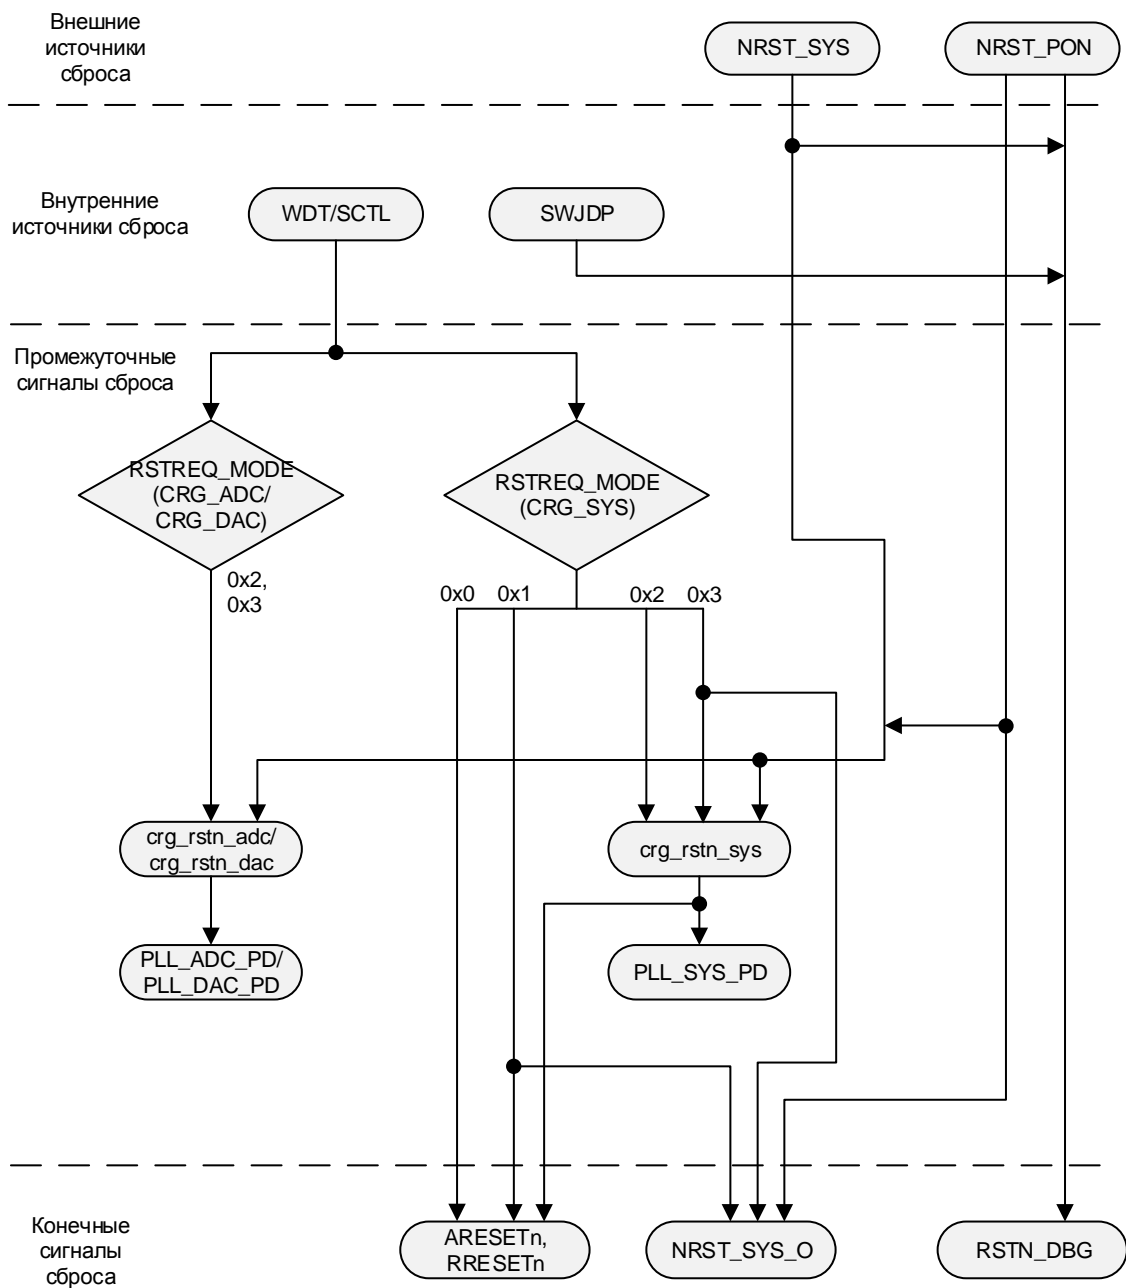 Внешние
источники
сброса
NRST_SYS
NRST_PON
Внутренние
источники сброса
WDT/SCTL
SWJDP
Промежуточные
сигналы сброса
RSTREQ_MODE
(CRG_ADC/
CRG_DAC)
RSTREQ_MODE
(CRG_SYS)
0x2,
0x3
0x0
0x1
0x2
0x3
crg_rstn_adc/
crg_rstn_dac
crg_rstn_sys
PLL_ADC_PD/
PLL_DAC_PD
PLL_SYS_PD
Конечные
сигналы
сброса
ARESETn,
RRESETn
NRST_SYS_O
RSTN_DBG